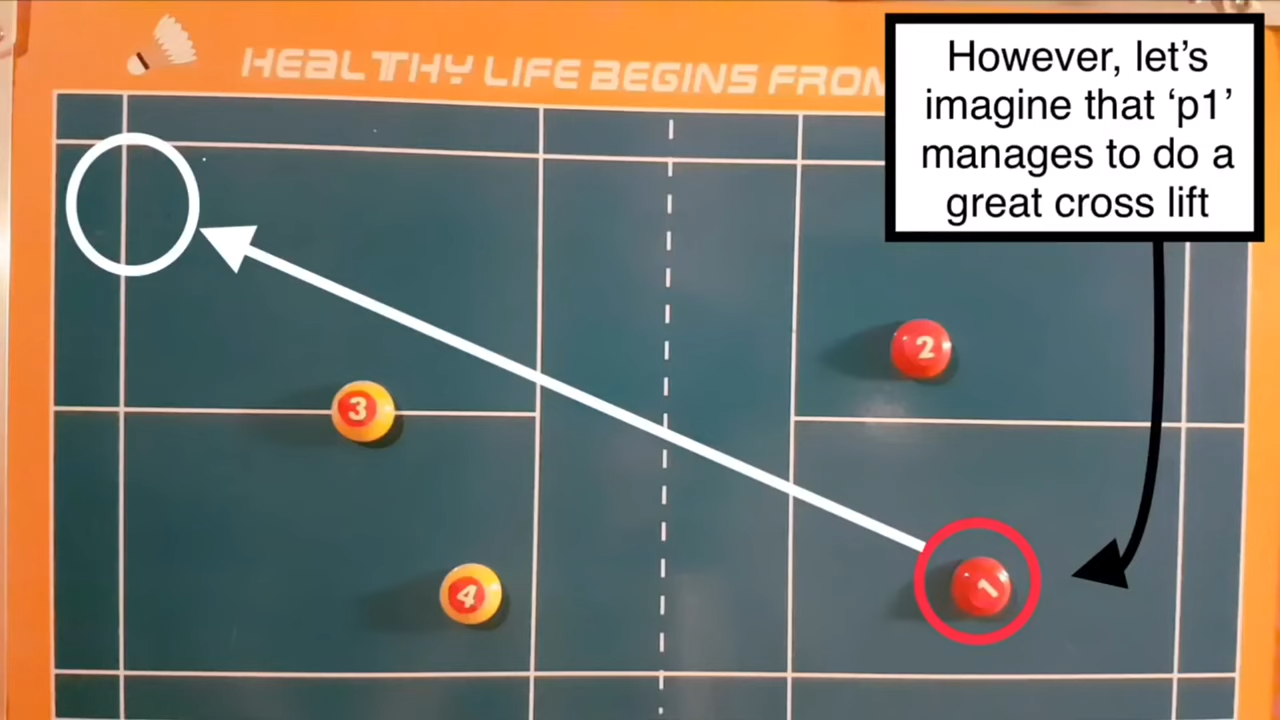 HEALTHY LIFE BEGINS FROM
However, let’s
imagine that ‘p1’
manages to do a
great cross lift
2
3
4
1